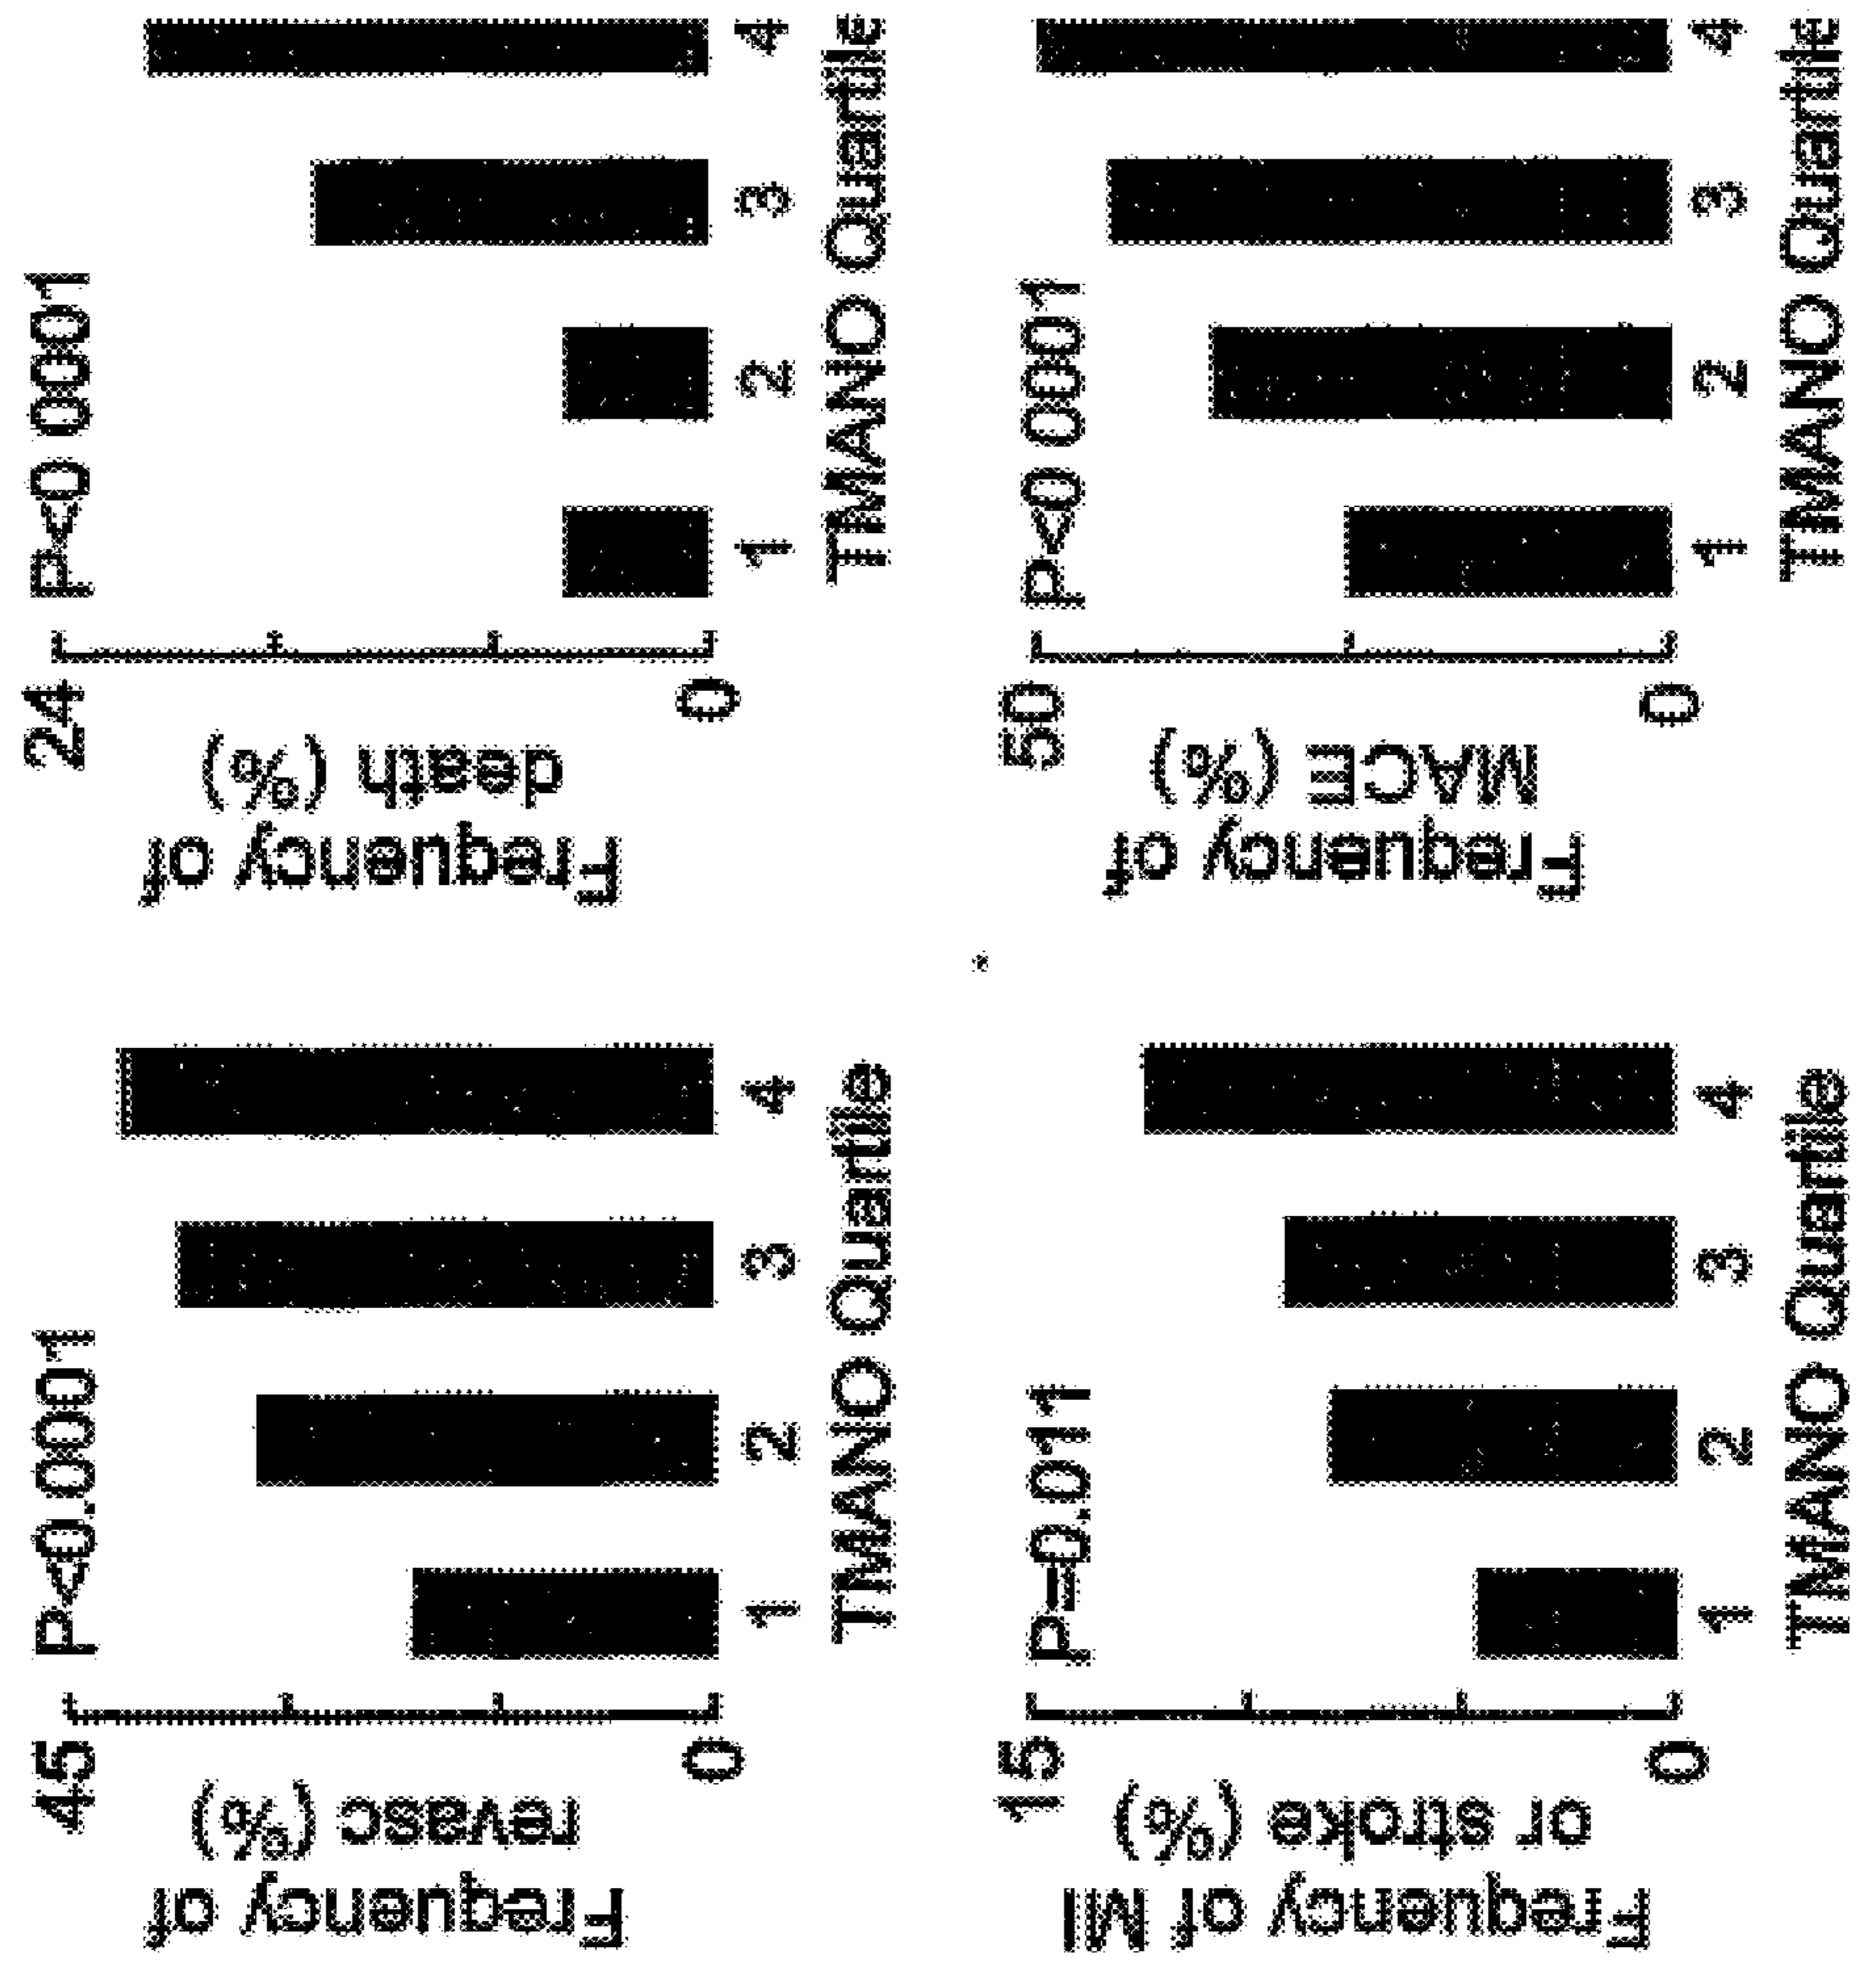 Frequency of
revasc (%)
45
0
P<0.0001
1 2 3 4
TMANO Quartile
Frequency of
death (%)
24
0
P<0 0001
1 2 3 4
TMANO Quartile
Frequency of MI
or stroke (%)
15
0
P=0.011
1 2 3 4
TMANO Quartile
Frequency of
MACE (%)
50
0
P<0 0001
1 2 3 4
TMANO Quartile